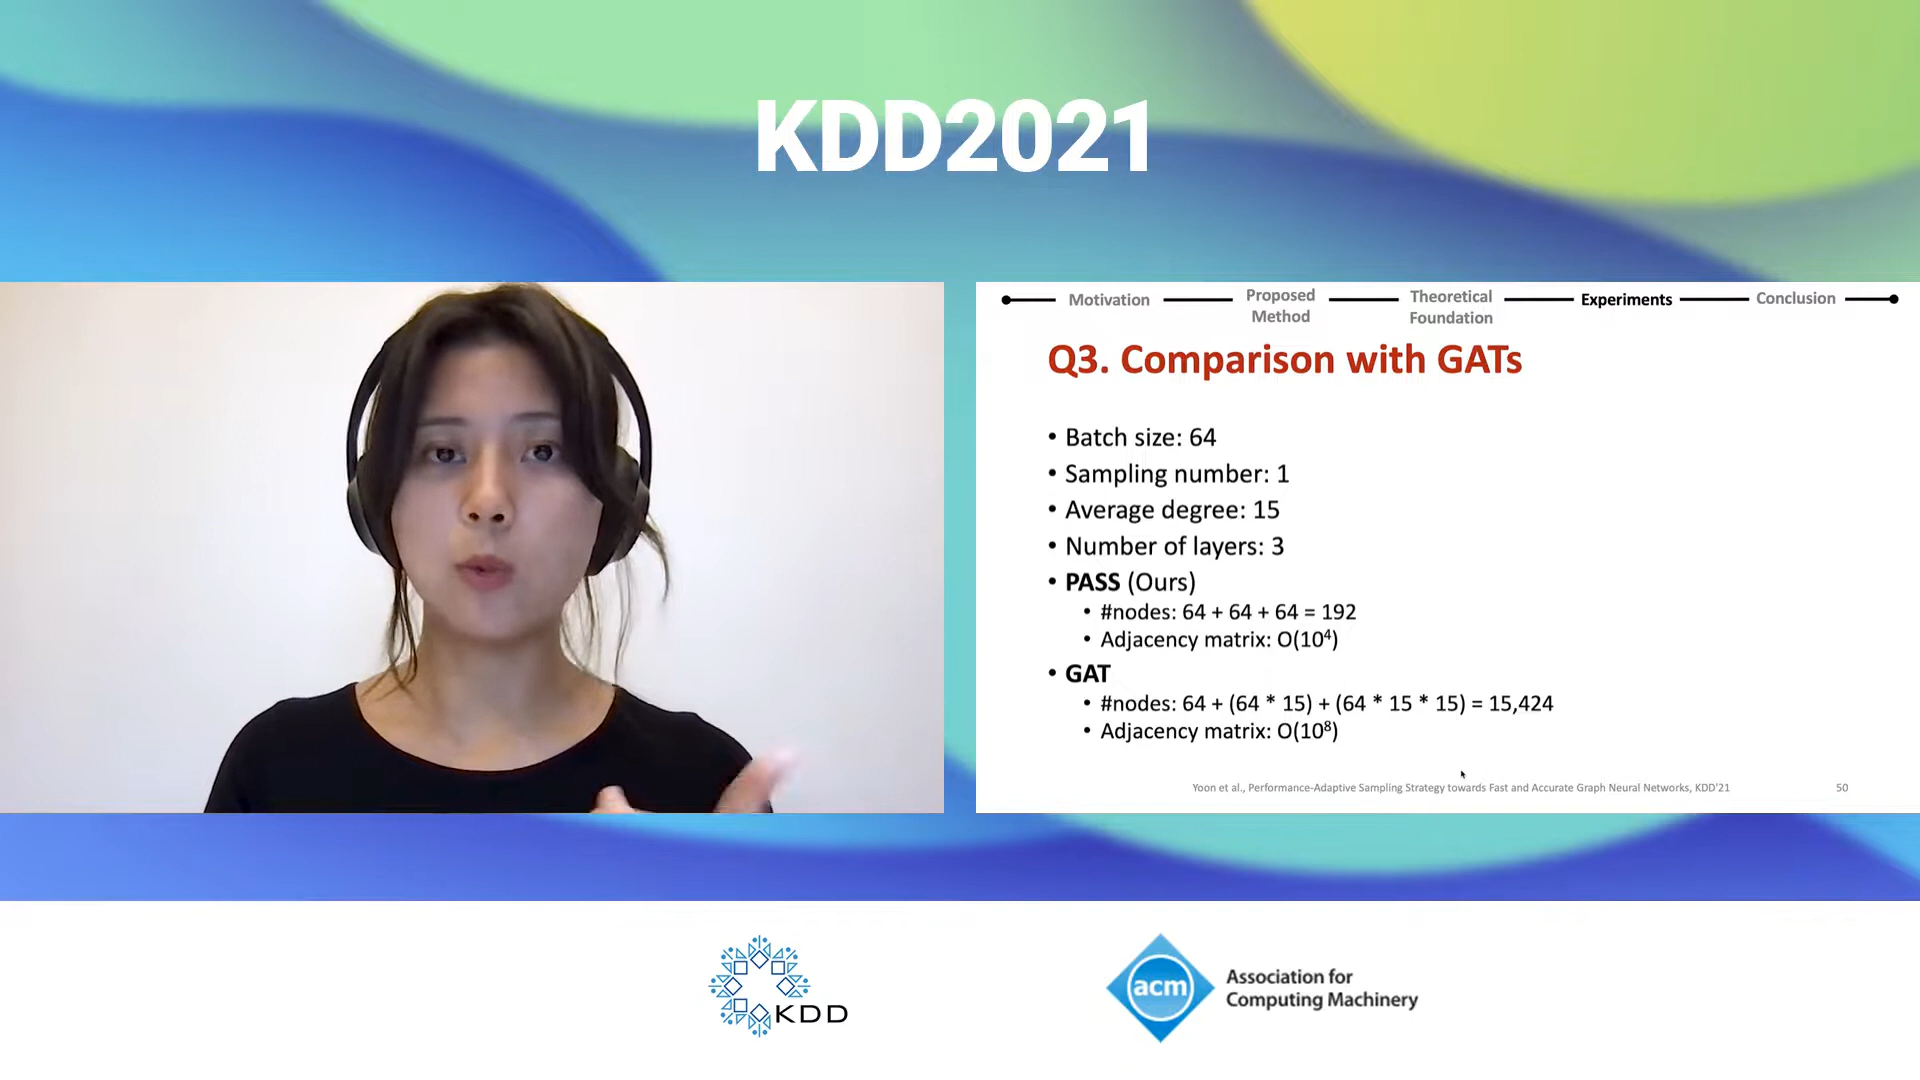 KDD2021
Motivation
Proposed
Method
Theoretical
Foundation
Experiments
Conclusion
Q3. Comparison with GATs
• Batch size: 64
• Sampling number: 1
• Average degree: 15
• Number of layers: 3
• PASS (Ours)
• #nodes: 64 + 64 + 64 = 192
• Adjacency matrix: O(10⁴)
• GAT
• #nodes: 64 + (64 * 15) + (64 * 15 * 15) = 15,424
• Adjacency matrix: O(10⁸)
Yoon et al., Performance-Adaptive Sampling Strategy towards Fast and Accurate Graph Neural Networks, KDD'21
50
KDD
acm
Association for
Computing Machinery